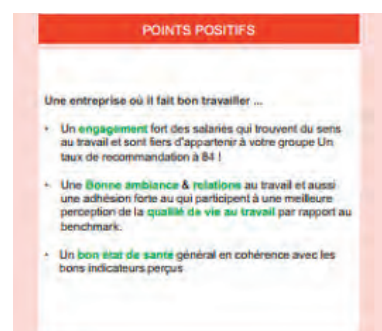 POINTS POSITIFS
Une entreprise où il fait bon travailler ...
• Un engagement fort des salariés qui trouvent du sens
au travail et sont fiers d'appartenir à votre groupe Un
taux de recommandation à 84 !
• Une Bonne ambiance & relations au travail et aussi
une adhésion forte au qui participent à une meilleure
perception de la qualité de vie au travail par rapport au
benchmark.
• Un bon état de santé général en cohérence avec les
bons indicateurs perçus